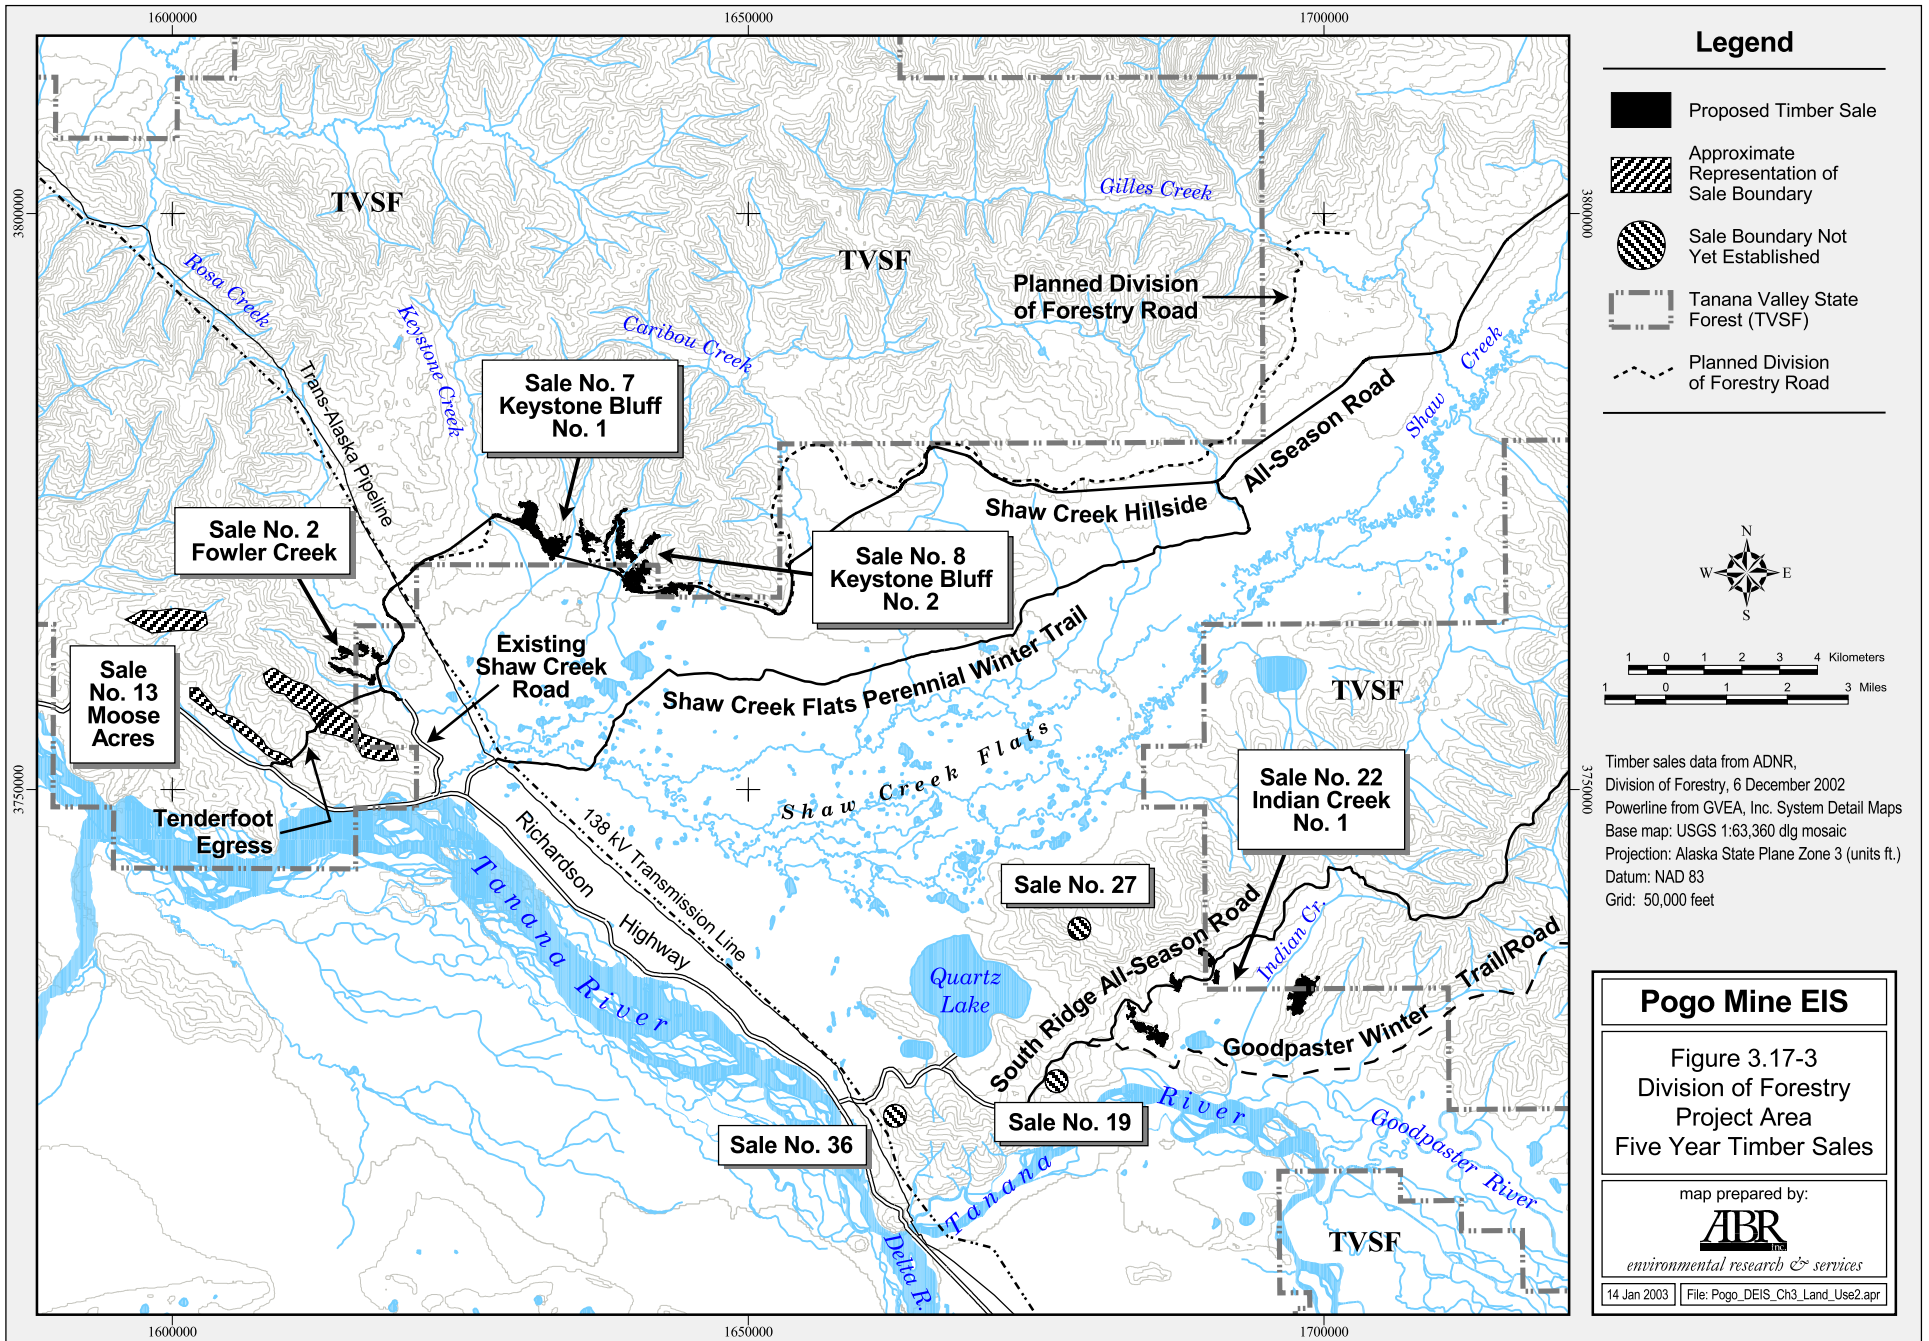 1600000
1650000
1700000
3800000
3750000
3800000
3750000
1600000
1650000
1700000
TVSF
TVSF
TVSF
TVSF
Gilles Creek
Rosa Creek
Keystone Creek
Caribou Creek
Shaw Creek
Trans-Alaska Pipeline
Planned Division
of Forestry Road
Sale No. 7
Keystone Bluff
No. 1
Sale No. 2
Fowler Creek
Sale No. 8
Keystone Bluff
No. 2
Shaw Creek Hillside
All-Season Road
Existing
Shaw Creek
Road
Sale
No. 13
Moose
Acres
Shaw Creek Flats Perennial Winter Trail
Shaw Creek Flats
Tenderfoot
Egress
Sale No. 22
Indian Creek
No. 1
138 kV Transmission Line
Richardson
Highway
Tanana River
Sale No. 27
Quartz
Lake
South Ridge All-Season Road
Indian Cr.
Goodpaster Winter Trail/Road
Sale No. 36
Sale No. 19
Tanana River
Goodpaster River
Delta R.
Legend
Proposed Timber Sale
Approximate
Representation of
Sale Boundary
Sale Boundary Not
Yet Established
Tanana Valley State
Forest (TVSF)
Planned Division
of Forestry Road
N
W
E
S
1 0 1 2 3 4 Kilometers
1 0 1 2 3 Miles
Timber sales data from ADNR,
Division of Forestry, 6 December 2002
Powerline from GVEA, Inc. System Detail Maps
Base map: USGS 1:63,360 dlg mosaic
Projection: Alaska State Plane Zone 3 (units ft.)
Datum: NAD 83
Grid: 50,000 feet
Pogo Mine EIS
Figure 3.17-3
Division of Forestry
Project Area
Five Year Timber Sales
map prepared by:
ABR
inc.
environmental research & services
14 Jan 2003
File: Pogo_DEIS_Ch3_Land_Use2.apr